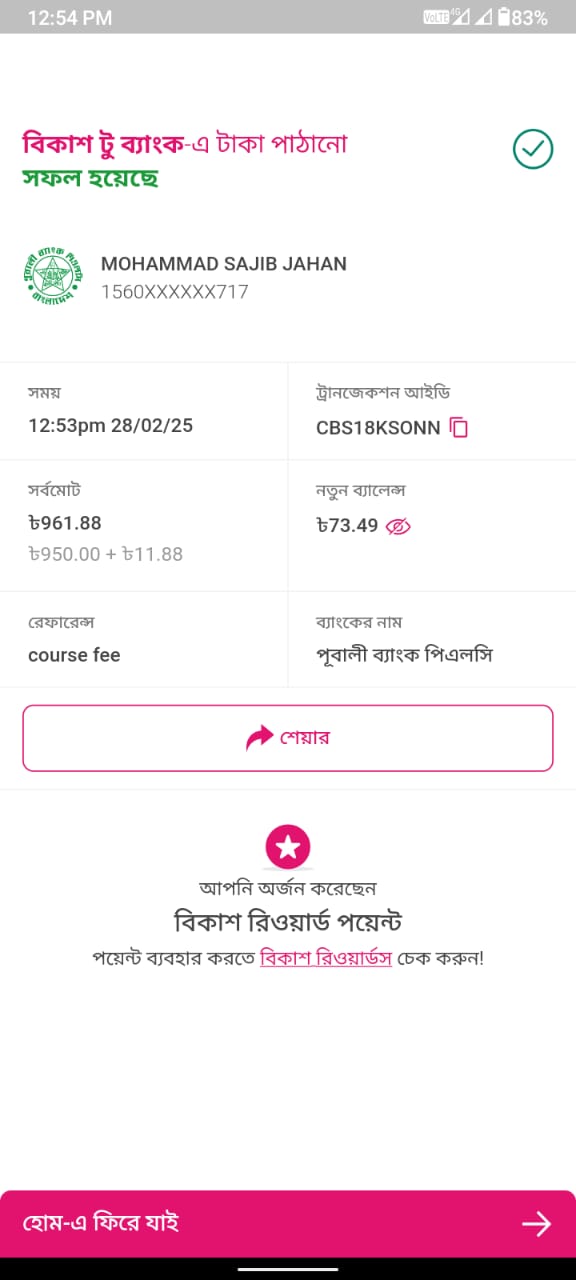 12:54 PM
VoLTE 4G 83%
বিকাশ টু ব্যাংক-এ টাকা পাঠানো
সফল হয়েছে
MOHAMMAD SAJIB JAHAN
1560XXXXXX717
সময়
12:53pm 28/02/25
ট্রানজেকশন আইডি
CBS18KSONN
সর্বমোট
৳961.88
৳950.00 + ৳11.88
নতুন ব্যালেন্স
৳73.49
রেফারেন্স
course fee
ব্যাংকের নাম
পূবালী ব্যাংক পিএলসি
শেয়ার
আপনি অর্জন করেছেন
বিকাশ রিওয়ার্ড পয়েন্ট
পয়েন্ট ব্যবহার করতে বিকাশ রিওয়ার্ডস চেক করুন!
হোম-এ ফিরে যাই